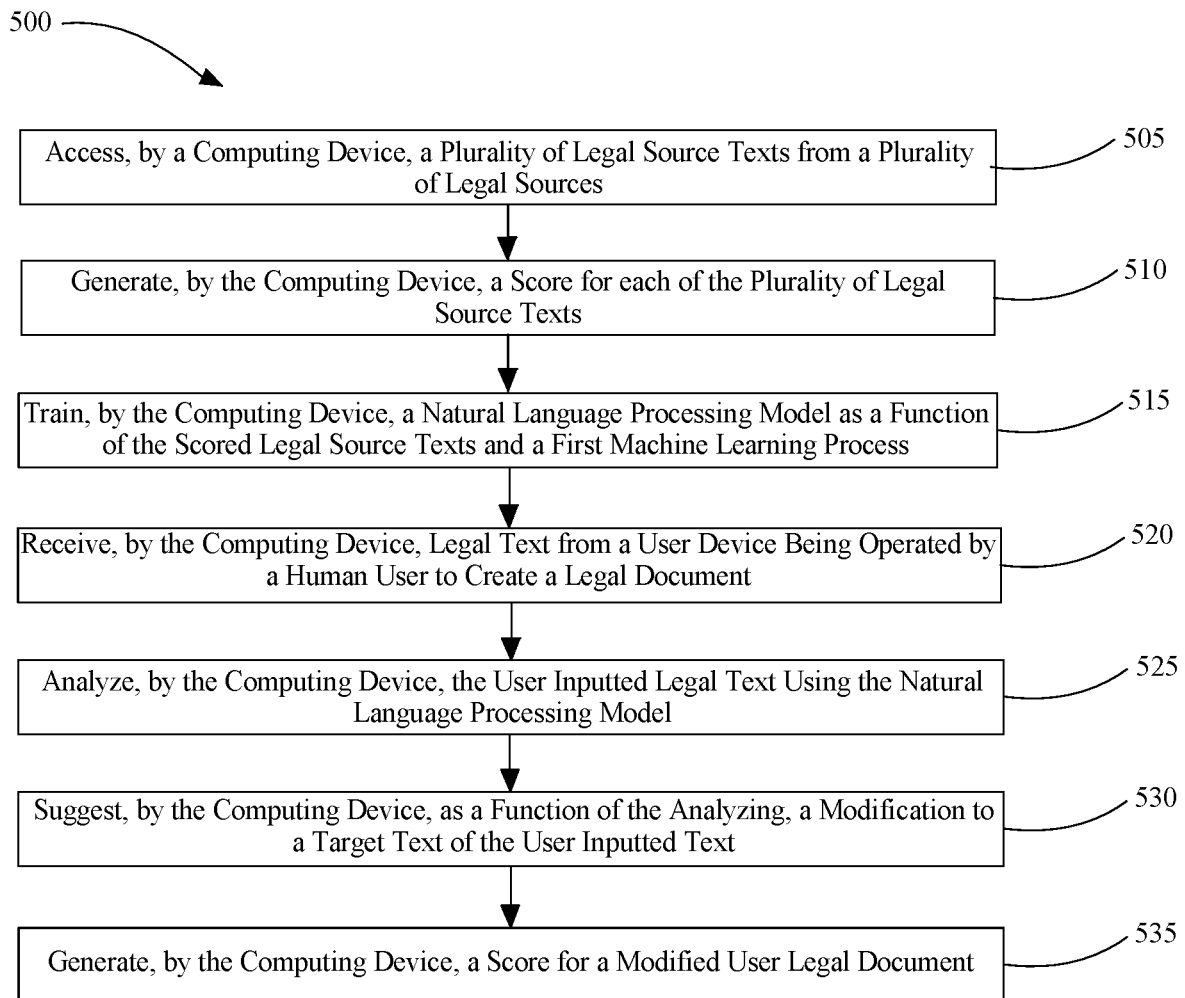 500
Access, by a Computing Device, a Plurality of Legal Source Texts from a Plurality
of Legal Sources
505
Generate, by the Computing Device, a Score for each of the Plurality of Legal
Source Texts
510
Train, by the Computing Device, a Natural Language Processing Model as a Function
of the Scored Legal Source Texts and a First Machine Learning Process
515
Receive, by the Computing Device, Legal Text from a User Device Being Operated by
a Human User to Create a Legal Document
520
Analyze, by the Computing Device, the User Inputted Legal Text Using the Natural
Language Processing Model
525
Suggest, by the Computing Device, as a Function of the Analyzing, a Modification to
a Target Text of the User Inputted Text
530
Generate, by the Computing Device, a Score for a Modified User Legal Document
535